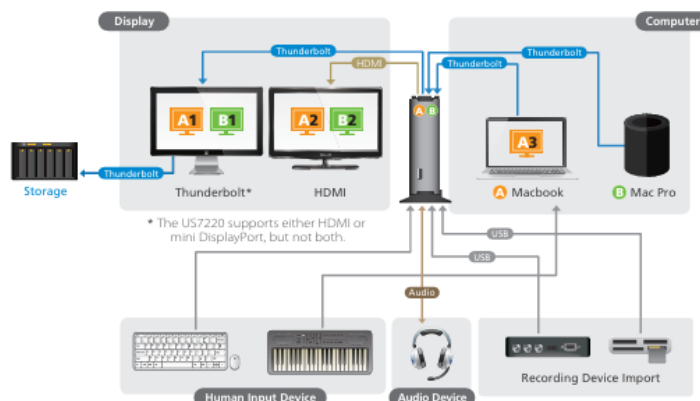 Display
Computer
Thunderbolt
Thunderbolt
HDMI
Thunderbolt
A1
B1
A2
B2
A B
A3
Thunderbolt
Storage
Thunderbolt*
HDMI
A Macbook
B Mac Pro
* The US7220 supports either HDMI or
mini DisplayPort, but not both.
USB
USB
Audio
Recording Device Import
Human Input Device
Audio Device